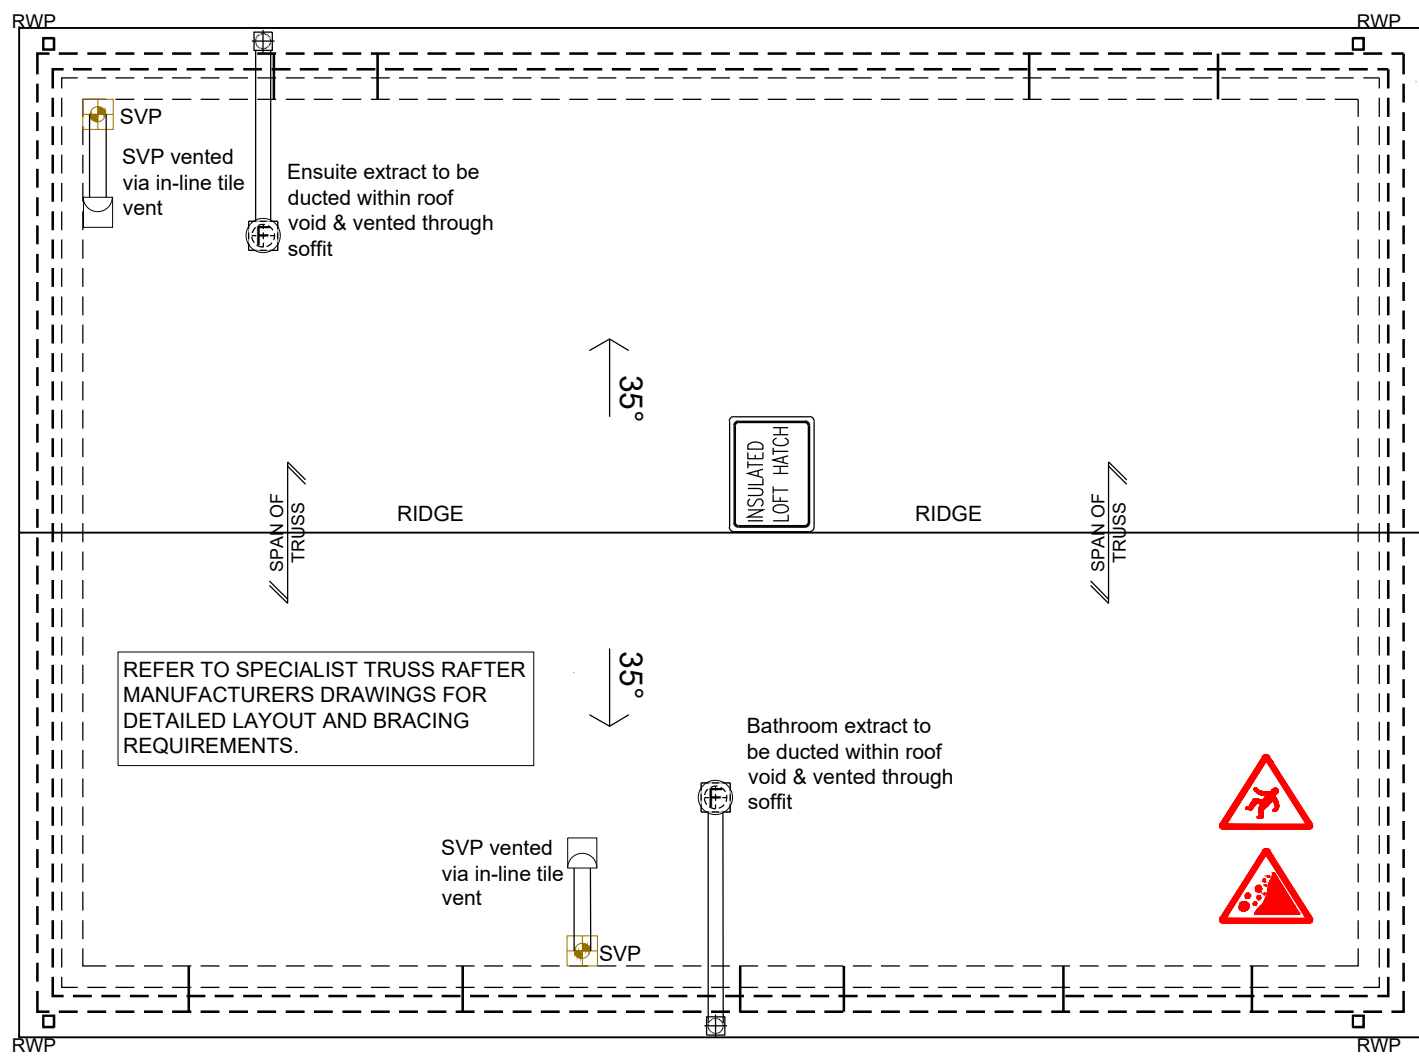 RWP
RWP
SVP
SVP vented
via in-line tile
vent
Ensuite extract to be
ducted within roof
void & vented through
soffit
F
35°
INSULATED
LOFT HATCH
SPAN OF
TRUSS
RIDGE
RIDGE
SPAN OF
TRUSS
REFER TO SPECIALIST TRUSS RAFTER
MANUFACTURERS DRAWINGS FOR
DETAILED LAYOUT AND BRACING
REQUIREMENTS.
35°
Bathroom extract to
be ducted within roof
void & vented through
soffit
F
SVP vented
via in-line tile
vent
SVP
RWP
RWP